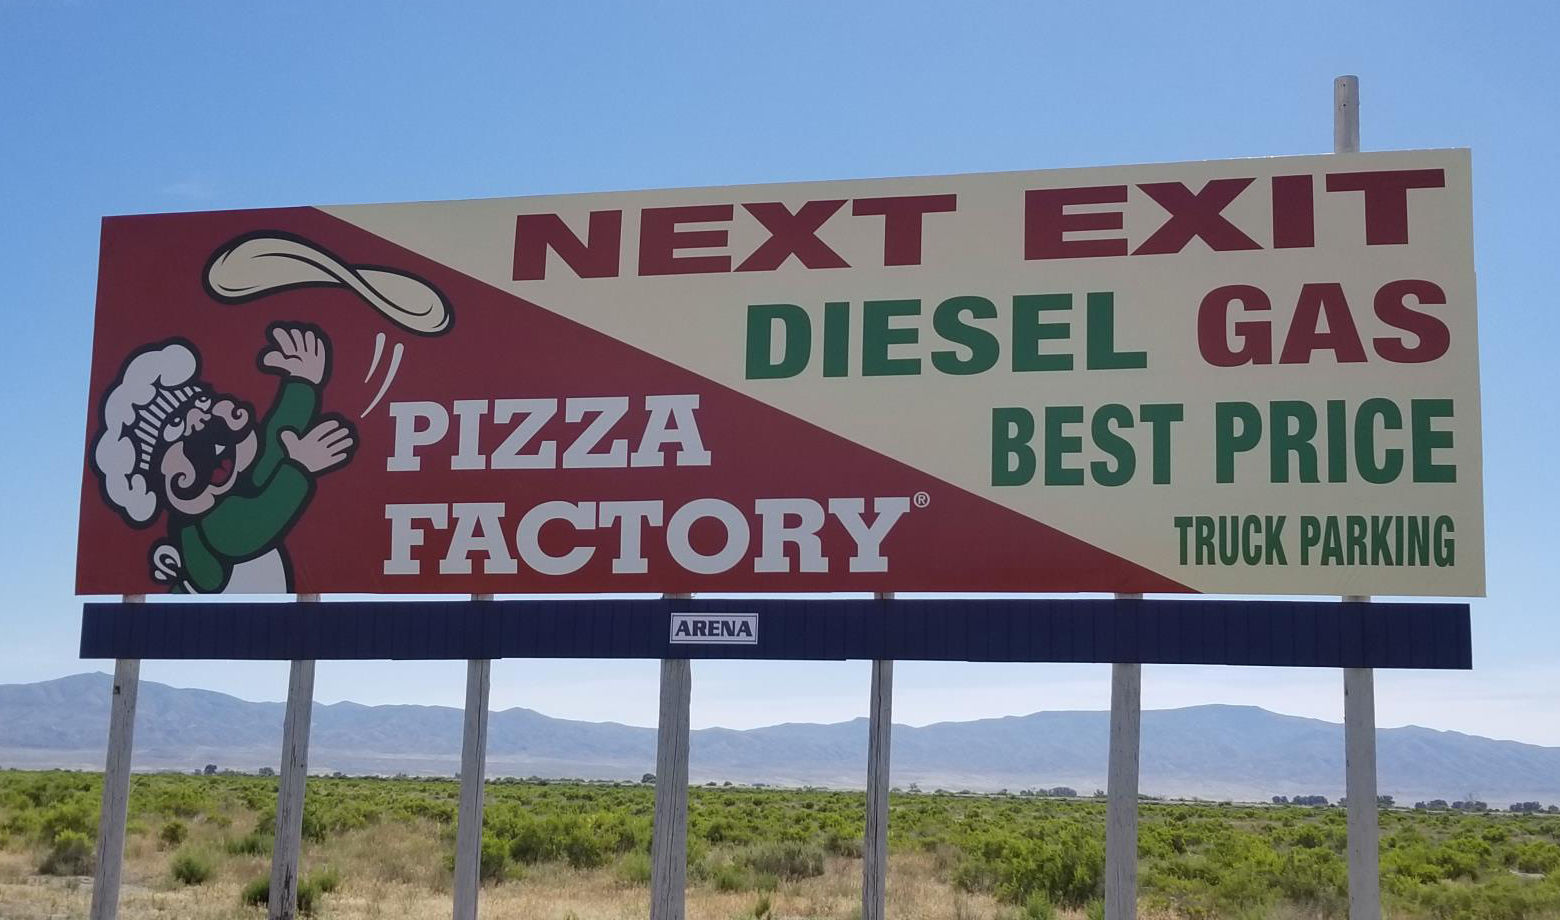 NEXT EXIT
DIESEL GAS
BEST PRICE
TRUCK PARKING
PIZZA
FACTORY®
ARENA